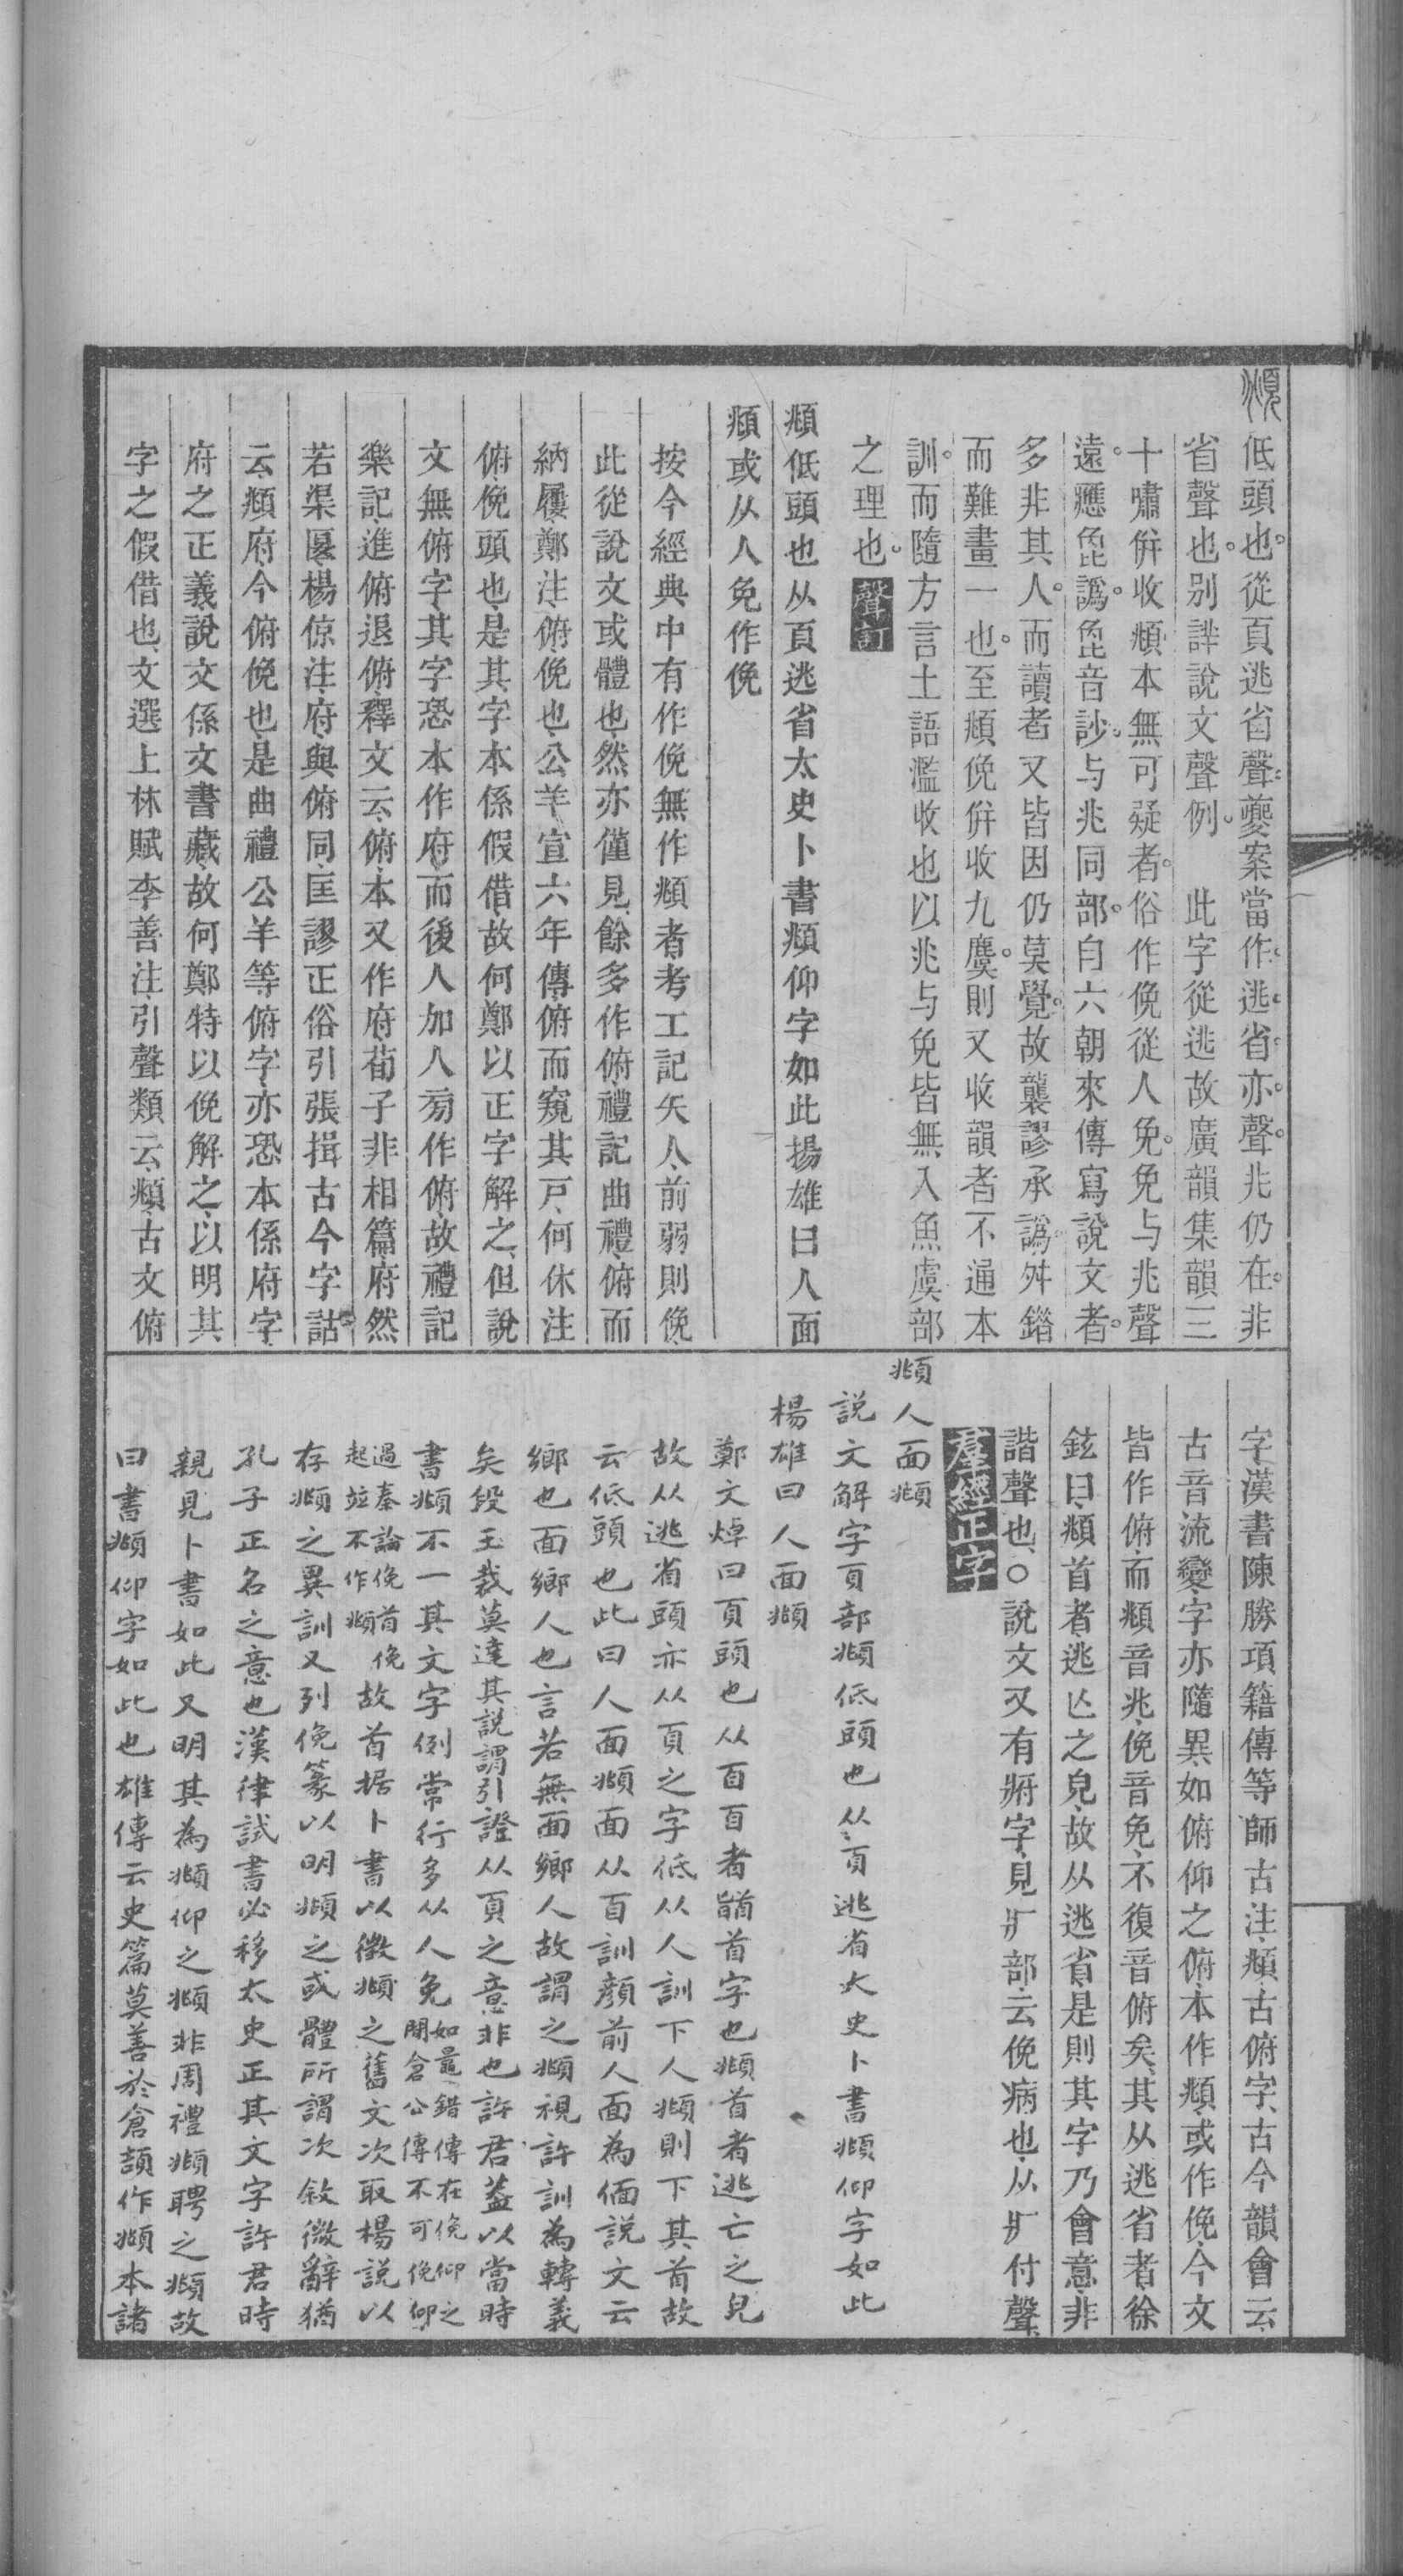 頫低頭也從頁逃省聲夔案當作逃省亦聲兆仍在非
省聲也別詳說文聲例　此字從逃故廣韻集韻三
十嘯倂收頫本無可疑者俗作俛從人免免与兆聲
遠應毚譌毚音訬与兆同部自六朝來傳寫說文者
多非其人而讀者又皆因仍莫覺故襲謬承譌舛錯
而難畫一也至頫俛倂收九麌則又收韻者不通本
訓而隨方言土語濫收也以兆与免皆無入魚虞部
之理也 聲訂
頫低頭也从頁逃省太史卜書頫仰字如此揚雄曰人面
頫或从人免作俛
按今經典中有作俛無作頫者考工記矢人前弱則俛
此從說文或體也然亦僅見餘多作俯禮記曲禮俯而
納屨鄭注俯俛也公羊宣六年傳俯而窺其戸何休注
俯俛頭也是其字本係假借故何鄭以正字解之但說
文無俯字其字恐本作府而後人加人旁作俯故禮記
樂記進俯退俯釋文云俯本又作府荀子非相篇府然
若渠匽楊倞注府與俯同匡謬正俗引張揖古今字詁
云頫府今俯俛也是曲禮公羊等俯字亦恐本係府字
府之正義說文係文書藏故何鄭特以俛解之以明其
字之假借也文選上林賦李善注引聲類云頫古文俯
字漢書陳勝項籍傳等師古注頫古俯字古今韻會云
古音流變字亦隨異如俯仰之俯本作頫或作俛今文
皆作俯而頫音兆俛音免不復音俯矣其从逃省者徐
鉉曰頫首者逃亾之皃故从逃省是則其字乃會意非
諧聲也○說文又有㾈字見疒部云俛病也从疒付聲
羣經正字
頫人面頫
說文解字頁部頫低頭也从頁逃省太史卜書頫仰字如此
楊雄曰人面頫
鄭文焯曰頁頭也从𦣻𦣻者䭫首字也頫首者逃亡之皃
故从逃省頭亦从頁之字低从人訓下人頫則下其首故
云低頭也此曰人面頫面从𦣻訓顏前人面為偭說文云
鄉也面鄉人也言若無面鄉人故謂之頫視許訓為轉義
矣段玉裁莫達其說謂引證从頁之意非也許君蓋以當時
書頫不一其文字例常行多从人免如鼂錯傳在俛仰之閒倉公傳不可俛仰
過秦論俛首俛起竝不作頫故首据卜書以徵頫之舊文次取楊說以
存頫之異訓又列俛篆以明頫之或體所謂次敘微辭猶
孔子正名之意也漢律試書必移太史正其文字許君時
親見卜書如此又明其為頫仰之頫非周禮頫聘之頫故
曰書頫仰字如此也雄傳云史篇莫善於倉頡作頫本諸